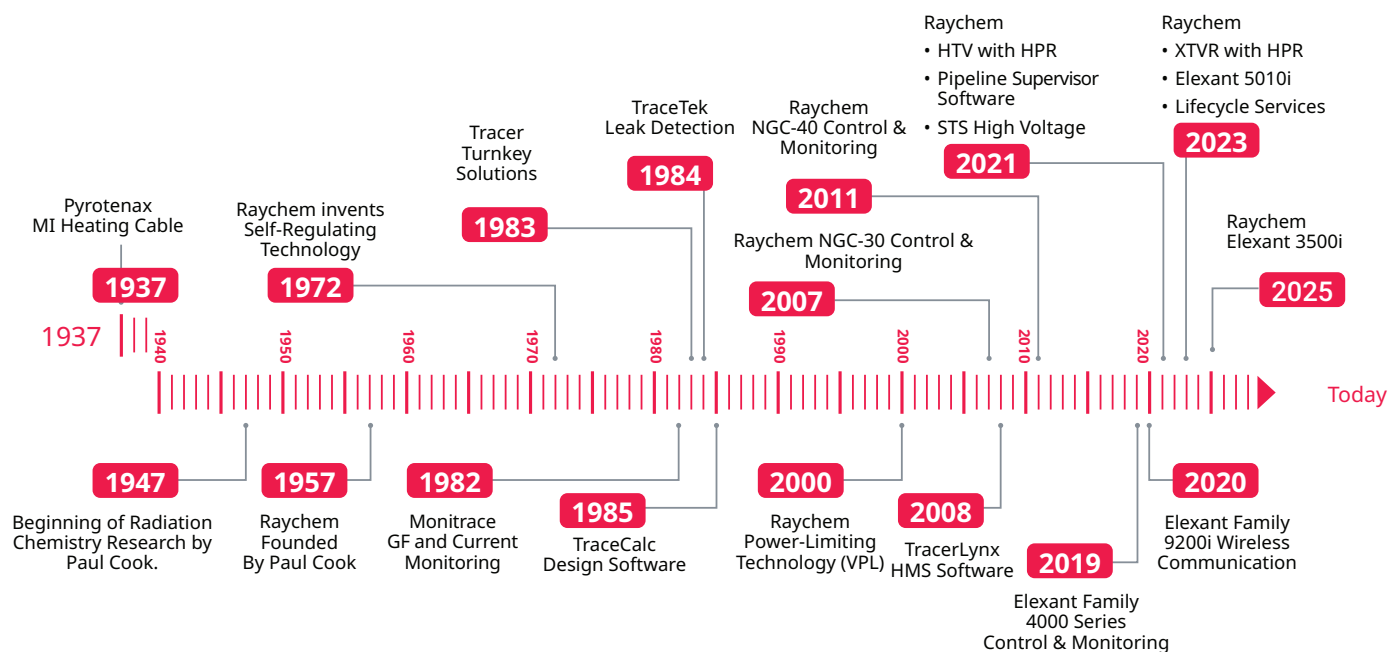 Pyrotenax
MI Heating Cable
1937
1937
Raychem invents
Self-Regulating
Technology
1972
Tracer
Turnkey
Solutions
1983
TraceTek
Leak Detection
1984
Raychem
NGC-40 Control &
Monitoring
2011
Raychem NGC-30 Control &
Monitoring
2007
Raychem
• HTV with HPR
• Pipeline Supervisor
Software
• STS High Voltage
2021
Raychem
• XTVR with HPR
• Elexant 5010i
• Lifecycle Services
2023
Raychem
Elexant 3500i
2025
1940
1950
1960
1970
1980
1990
2000
2010
2020
Today
1947
Beginning of Radiation
Chemistry Research by
Paul Cook.
1957
Raychem
Founded
By Paul Cook
1982
Monitrace
GF and Current
Monitoring
1985
TraceCalc
Design Software
2000
Raychem
Power-Limiting
Technology (VPL)
2008
TracerLynx
HMS Software
2019
Elexant Family
4000 Series
Control & Monitoring
2020
Elexant Family
9200i Wireless
Communication